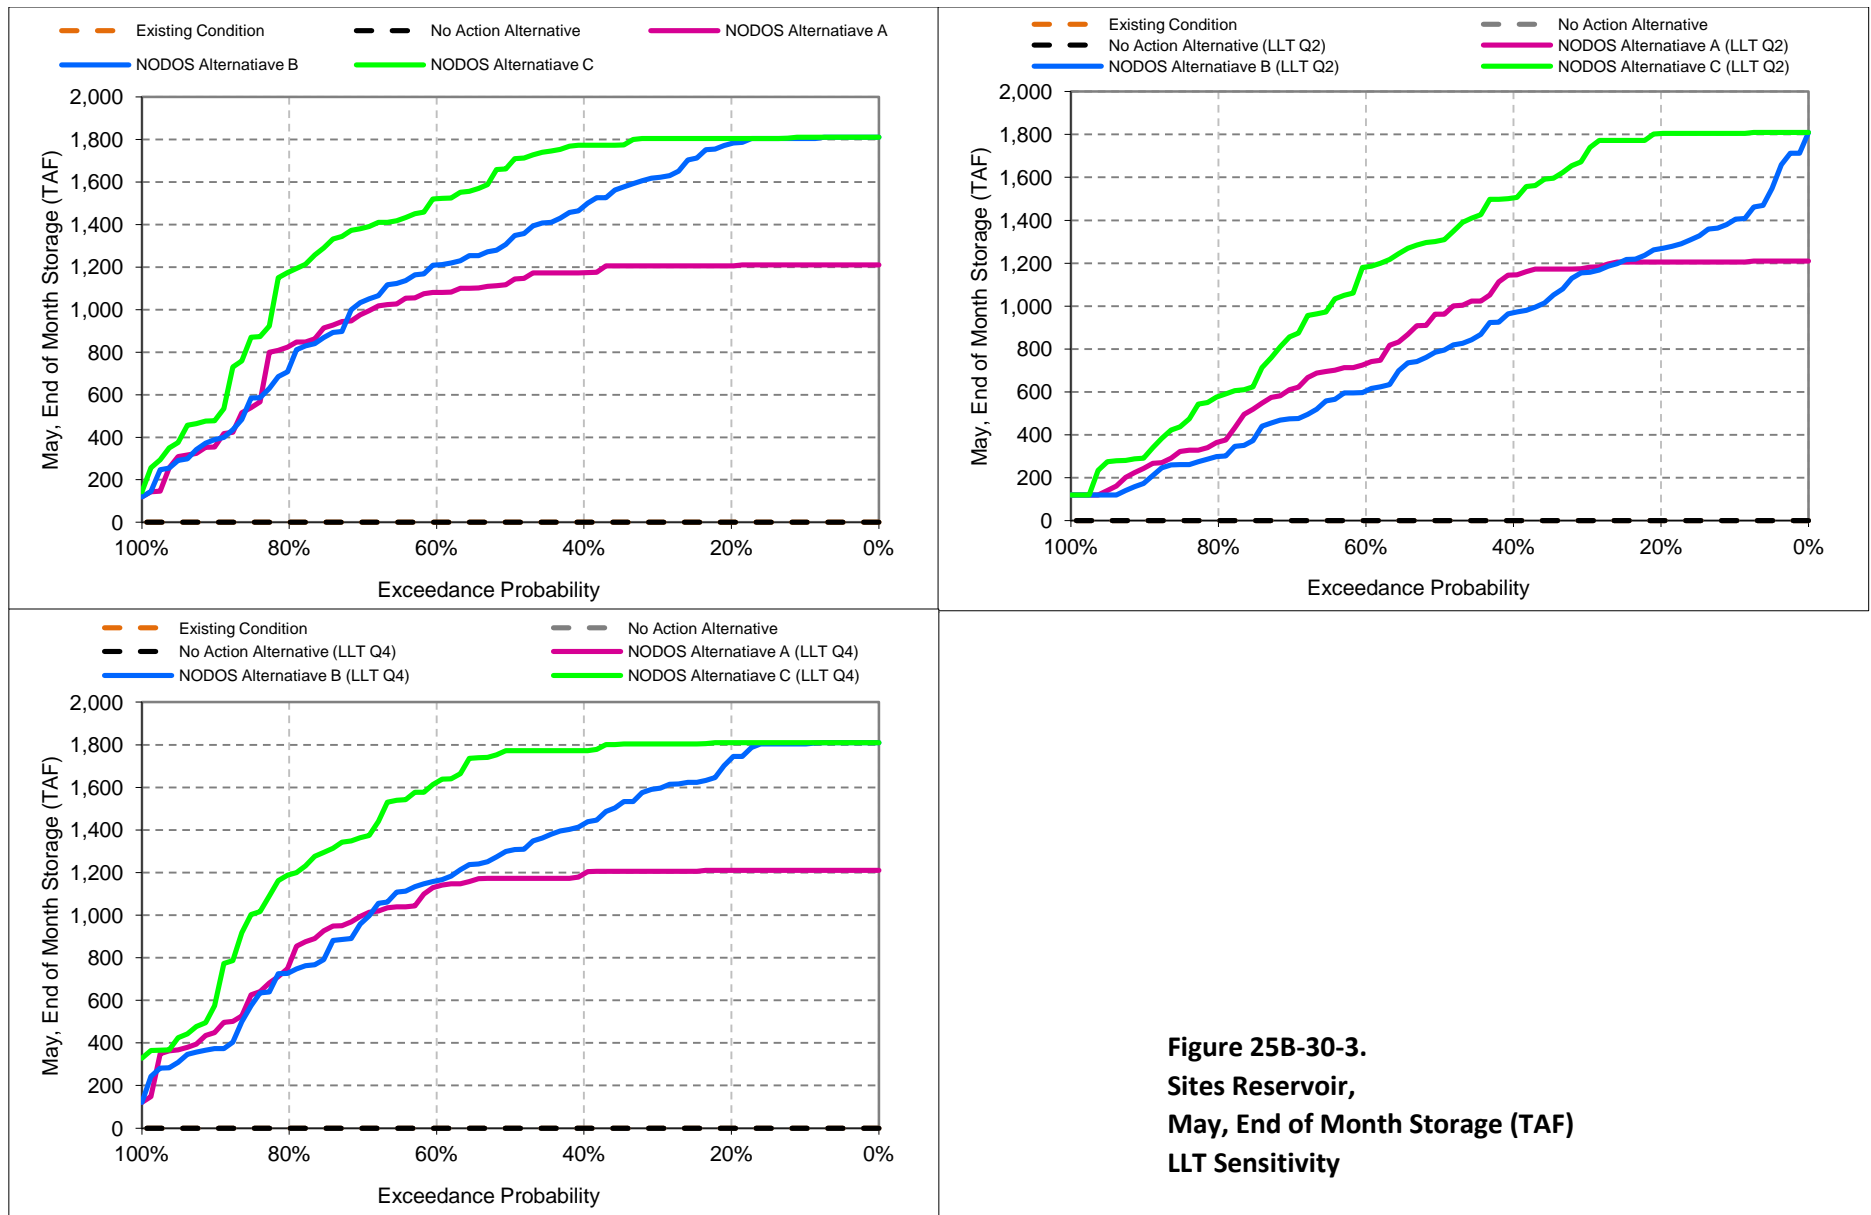 Existing Condition
No Action Alternative
NODOS Alternatiave A
NODOS Alternatiave B
NODOS Alternatiave C
2,000
1,800
1,600
1,400
1,200
1,000
800
600
400
200
0
May, End of Month Storage (TAF)
100% 80% 60% 40% 20% 0%
Exceedance Probability
Existing Condition
No Action Alternative
No Action Alternative (LLT Q2)
NODOS Alternatiave A (LLT Q2)
NODOS Alternatiave B (LLT Q2)
NODOS Alternatiave C (LLT Q2)
2,000
1,800
1,600
1,400
1,200
1,000
800
600
400
200
0
May, End of Month Storage (TAF)
100% 80% 60% 40% 20% 0%
Exceedance Probability
Existing Condition
No Action Alternative
No Action Alternative (LLT Q4)
NODOS Alternatiave A (LLT Q4)
NODOS Alternatiave B (LLT Q4)
NODOS Alternatiave C (LLT Q4)
2,000
1,800
1,600
1,400
1,200
1,000
800
600
400
200
0
May, End of Month Storage (TAF)
100% 80% 60% 40% 20% 0%
Exceedance Probability
Figure 25B-30-3.
Sites Reservoir,
May, End of Month Storage (TAF)
LLT Sensitivity